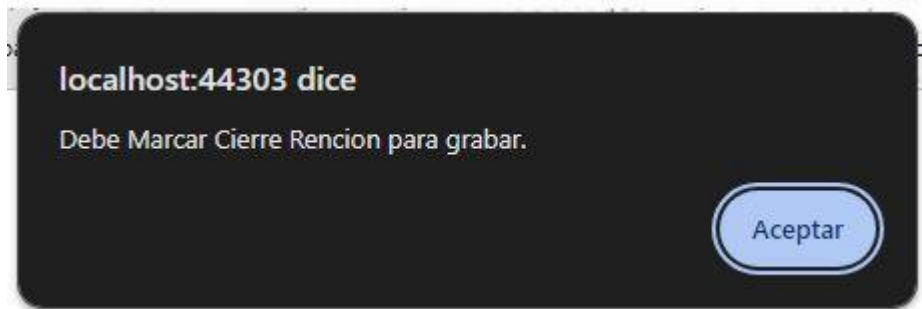 localhost:44303 dice
Debe Marcar Cierre Rencion para grabar.
Aceptar